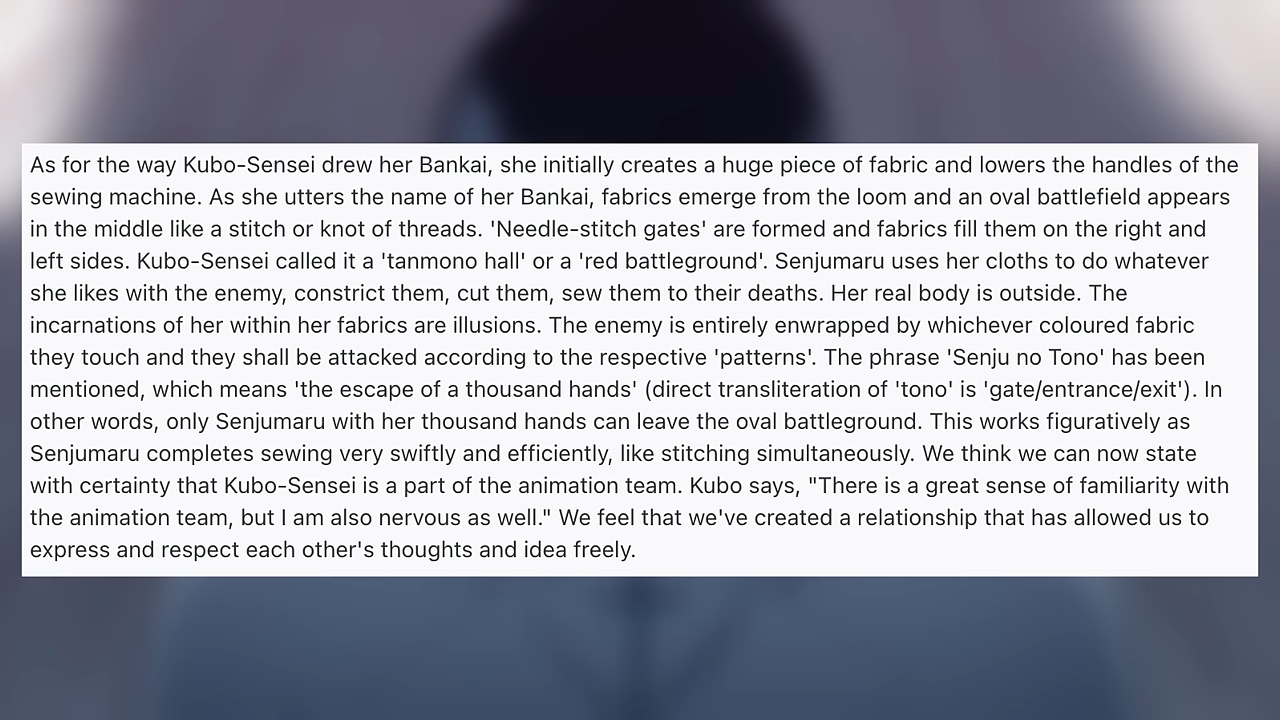 As for the way Kubo-Sensei drew her Bankai, she initially creates a huge piece of fabric and lowers the handles of the
sewing machine. As she utters the name of her Bankai, fabrics emerge from the loom and an oval battlefield appears
in the middle like a stitch or knot of threads. 'Needle-stitch gates' are formed and fabrics fill them on the right and
left sides. Kubo-Sensei called it a 'tanmono hall' or a 'red battleground'. Senjumaru uses her cloths to do whatever
she likes with the enemy, constrict them, cut them, sew them to their deaths. Her real body is outside. The
incarnations of her within her fabrics are illusions. The enemy is entirely enwrapped by whichever coloured fabric
they touch and they shall be attacked according to the respective 'patterns'. The phrase 'Senju no Tono' has been
mentioned, which means 'the escape of a thousand hands' (direct transliteration of 'tono' is 'gate/entrance/exit'). In
other words, only Senjumaru with her thousand hands can leave the oval battleground. This works figuratively as
Senjumaru completes sewing very swiftly and efficiently, like stitching simultaneously. We think we can now state
with certainty that Kubo-Sensei is a part of the animation team. Kubo says, "There is a great sense of familiarity with
the animation team, but I am also nervous as well." We feel that we've created a relationship that has allowed us to
express and respect each other's thoughts and idea freely.